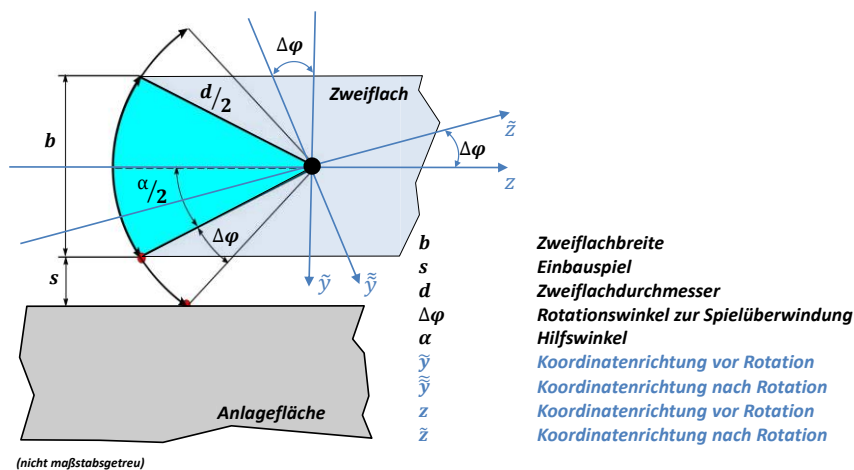 Δφ
Zweiflach
d/2
z̃
Δφ
z
b
α/2
Δφ
s
ỹ
ỹ̃
Anlagefläche
b Zweiflachbreite
s Einbauspiel
d Zweiflachdurchmesser
Δφ Rotationswinkel zur Spielüberwindung
α Hilfswinkel
ỹ Koordinatenrichtung vor Rotation
ỹ̃ Koordinatenrichtung nach Rotation
z Koordinatenrichtung vor Rotation
z̃ Koordinatenrichtung nach Rotation
(nicht maßstabsgetreu)